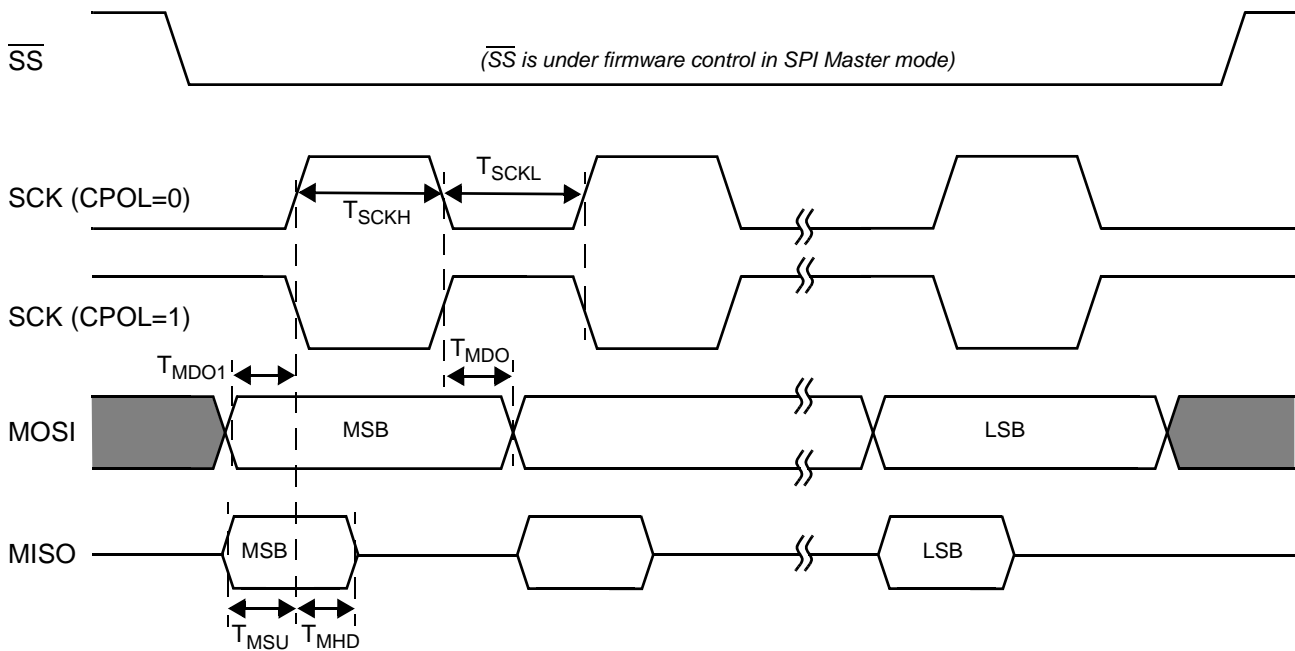 SS
(SS is under firmware control in SPI Master mode)
SCK (CPOL=0)
TSCKH
TSCKL
SCK (CPOL=1)
TMDO1
TMDO
MOSI
MSB
LSB
MISO
MSB
LSB
TMSU
TMHD